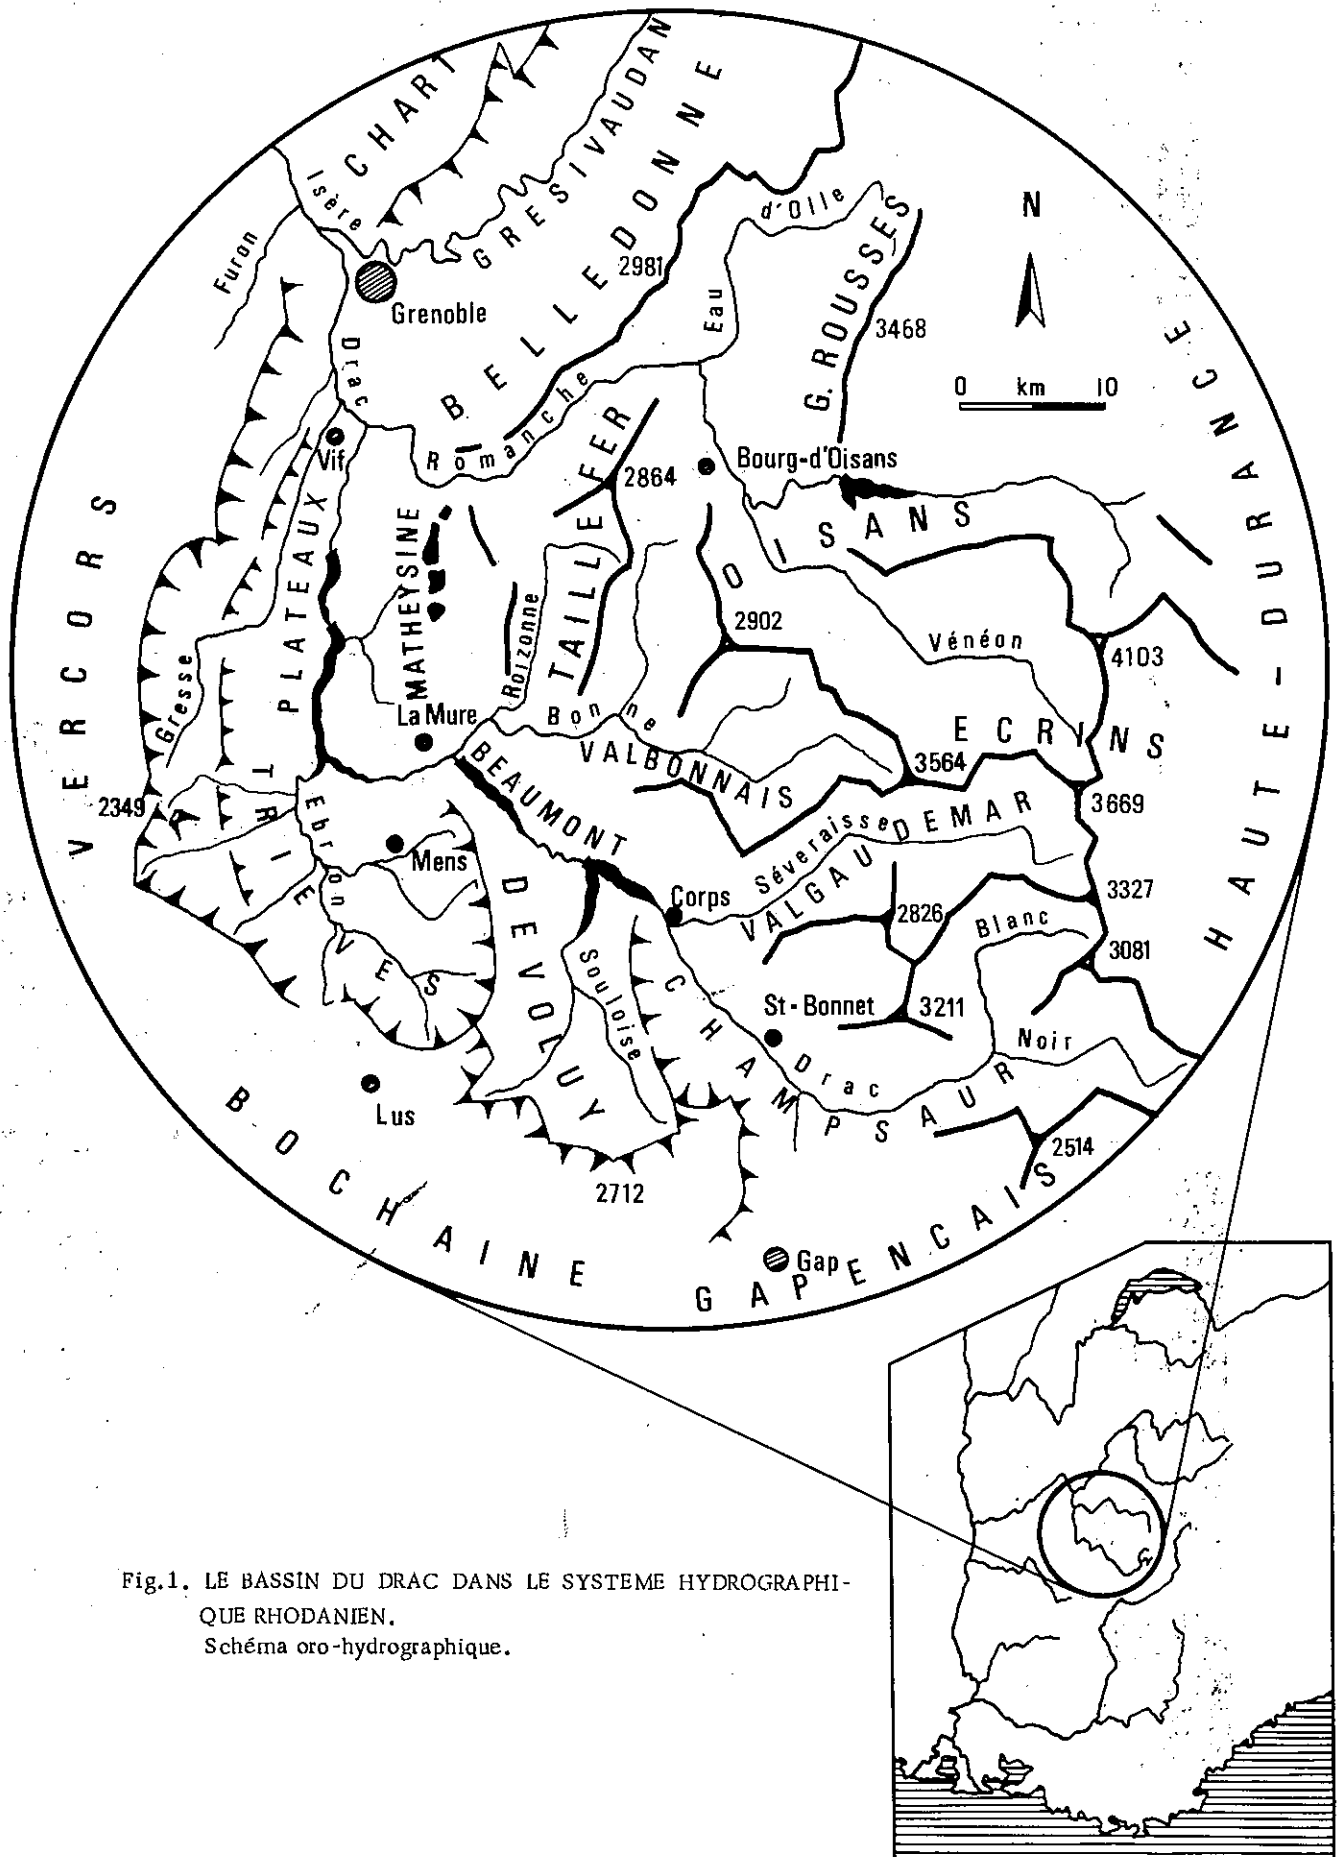 CHART
GRESIVAUDAN
BELLEDONNE
Isère
Furon
Grenoble
2981
d'Olle
Eau
G. ROUSSES
3468
N
0 km 10
HAUTE-DURANCE
Drac
Vif
Romanche
TAILLEFER
2864
Bourg-d'Oisans
OISANS
VERCORS
PLATEAUX
MATHEYSINE
Roizonne
2902
Vénéon
4103
Gresse
La Mure
Bonne
VALBONNAIS
ECRINS
3564
3669
2349
TRIEVES
Ebron
Mens
BEAUMONT
Séveraisse
VALGAUDEMAR
Corps
3327
2826
Blanc
3081
DEVOLUY
Souloise
CHAMPSAUR
St-Bonnet
3211
Noir
Drac
Lus
2514
2712
BOCHAINE
GAPENCAIS
Gap
Fig.1. LE BASSIN DU DRAC DANS LE SYSTEME HYDROGRAPHI-
QUE RHODANIEN.
Schéma oro-hydrographique.